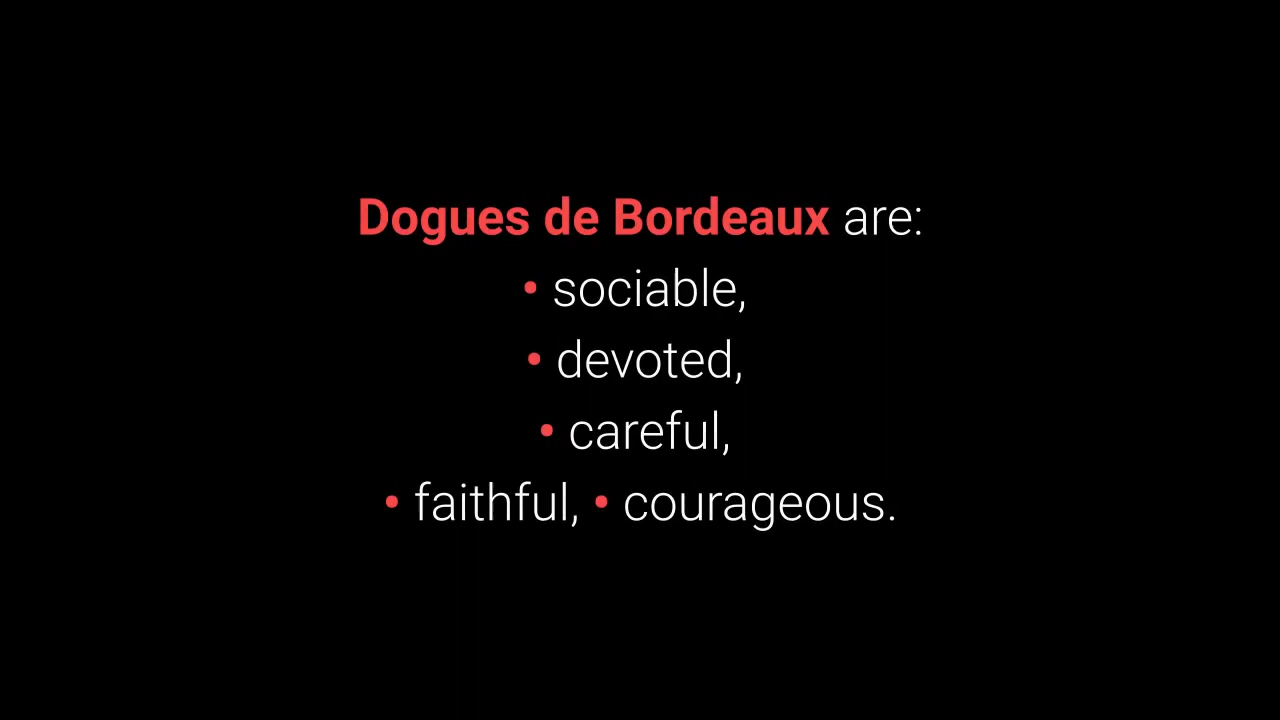 Dogues de Bordeaux are:
• sociable,
• devoted,
• careful,
• faithful, • courageous.